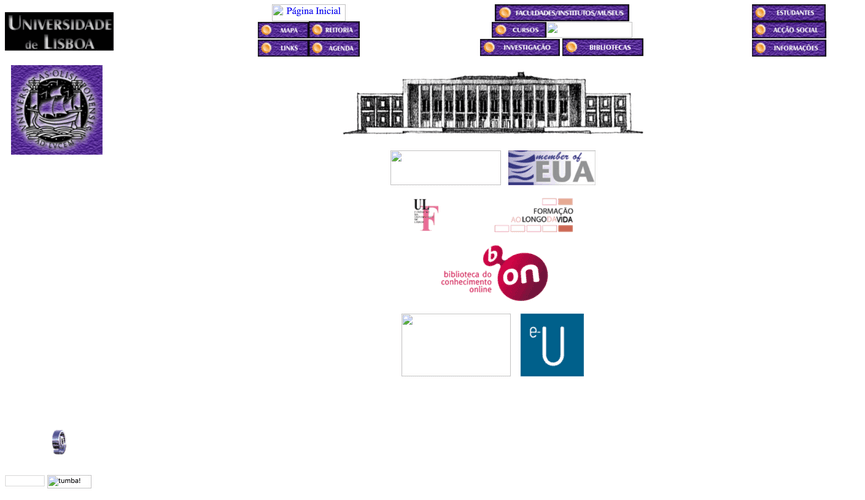 UNIVERSIDADE
de LISBOA
Página Inicial
MAPA
REITORIA
LINKS
AGENDA
FACULDADES/INSTITUTOS/MUSEUS
CURSOS
INVESTIGAÇÃO
BIBLIOTECAS
ESTUDANTES
ACÇÃO SOCIAL
INFORMAÇÕES
member of
EUA
ULF
FORMAÇÃO
AO LONGO DA VIDA
b-on
biblioteca do
conhecimento
online
e-U
tumba!